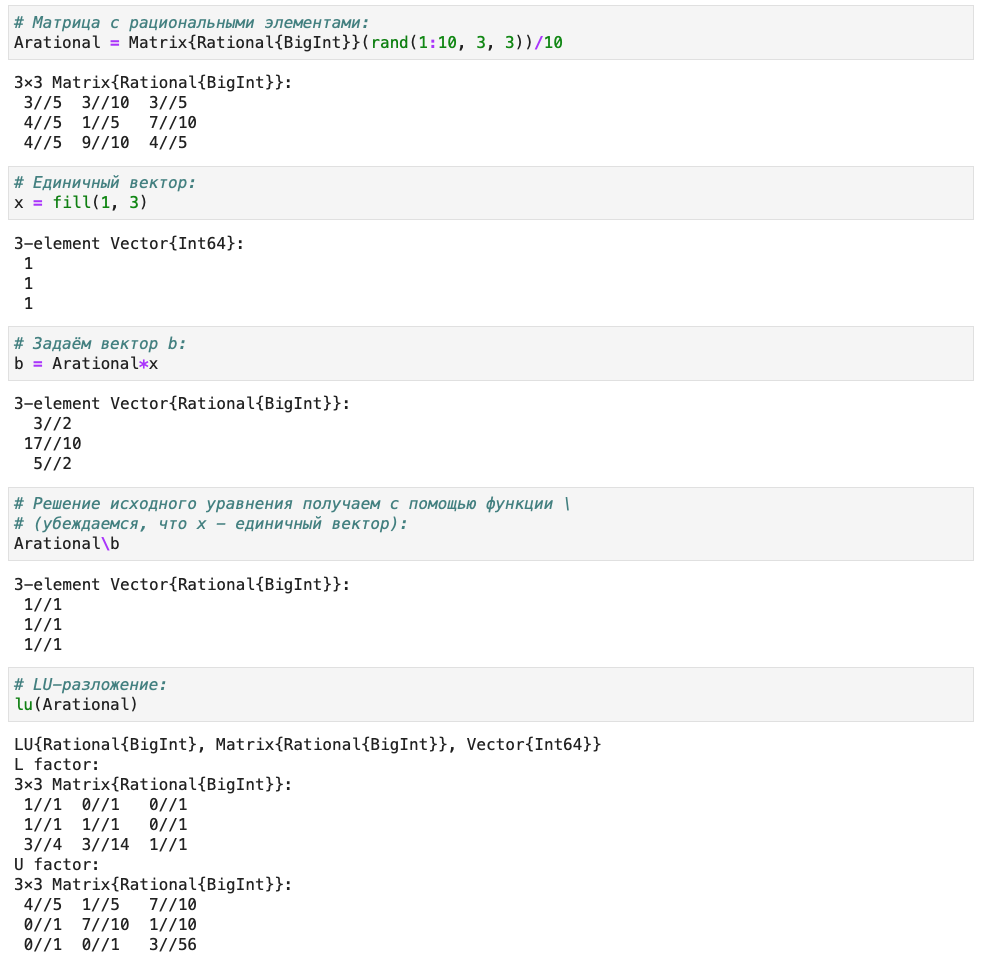 # Матрица с рациональными элементами:
Arational = Matrix{Rational{BigInt}}(rand(1:10, 3, 3))/10
3×3 Matrix{Rational{BigInt}}:
 3//5  3//10  3//5
 4//5  1//5   7//10
 4//5  9//10  4//5
# Единичный вектор:
x = fill(1, 3)
3-element Vector{Int64}:
 1
 1
 1
# Задаём вектор b:
b = Arational*x
3-element Vector{Rational{BigInt}}:
  3//2
 17//10
  5//2
# Решение исходного уравнения получаем с помощью функции \
# (убеждаемся, что x - единичный вектор):
Arational\b
3-element Vector{Rational{BigInt}}:
 1//1
 1//1
 1//1
# LU-разложение:
lu(Arational)
LU{Rational{BigInt}, Matrix{Rational{BigInt}}, Vector{Int64}}
L factor:
3×3 Matrix{Rational{BigInt}}:
 1//1  0//1   0//1
 1//1  1//1   0//1
 3//4  3//14  1//1
U factor:
3×3 Matrix{Rational{BigInt}}:
 4//5  1//5   7//10
 0//1  7//10  1//10
 0//1  0//1   3//56